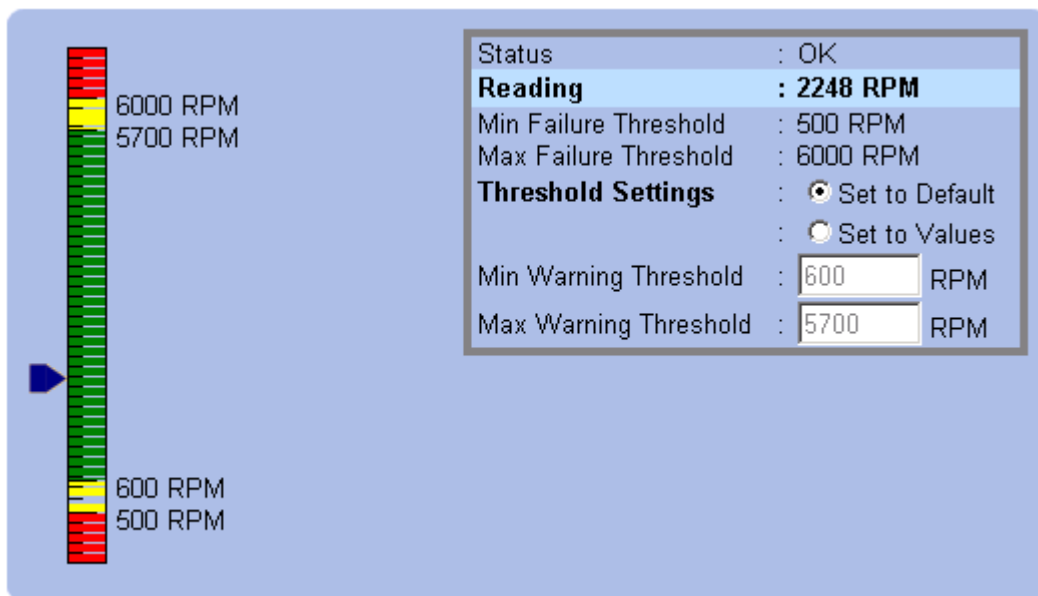 6000 RPM
5700 RPM
600 RPM
500 RPM
Status : OK
Reading : 2248 RPM
Min Failure Threshold : 500 RPM
Max Failure Threshold : 6000 RPM
Threshold Settings : Set to Default
: Set to Values
Min Warning Threshold : 600 RPM
Max Warning Threshold : 5700 RPM